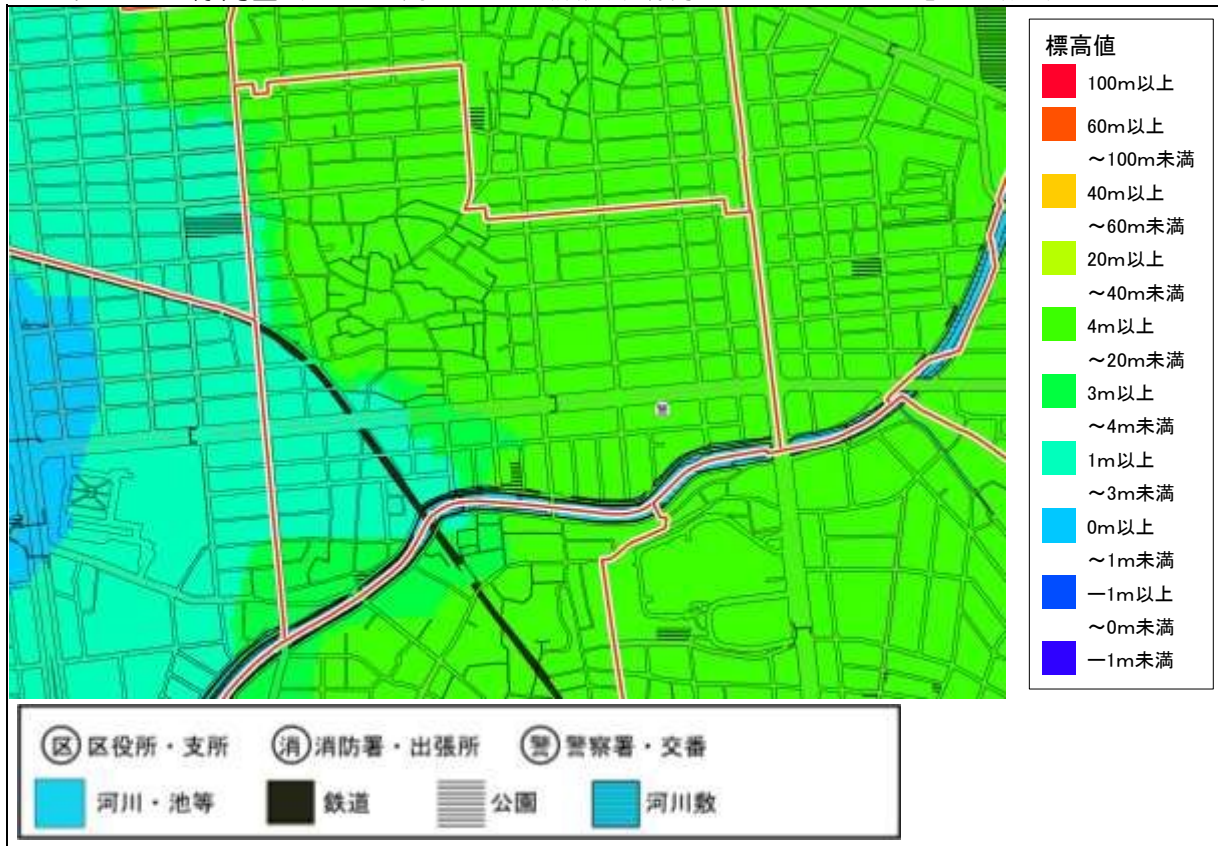 標高値
100m以上
60m以上
～100m未満
40m以上
～60m未満
20m以上
～40m未満
4m以上
～20m未満
3m以上
～4m未満
1m以上
～3m未満
0m以上
～1m未満
－1m以上
～0m未満
－1m未満
区 区役所・支所 消 消防署・出張所 警 警察署・交番
河川・池等 鉄道 公園 河川敷